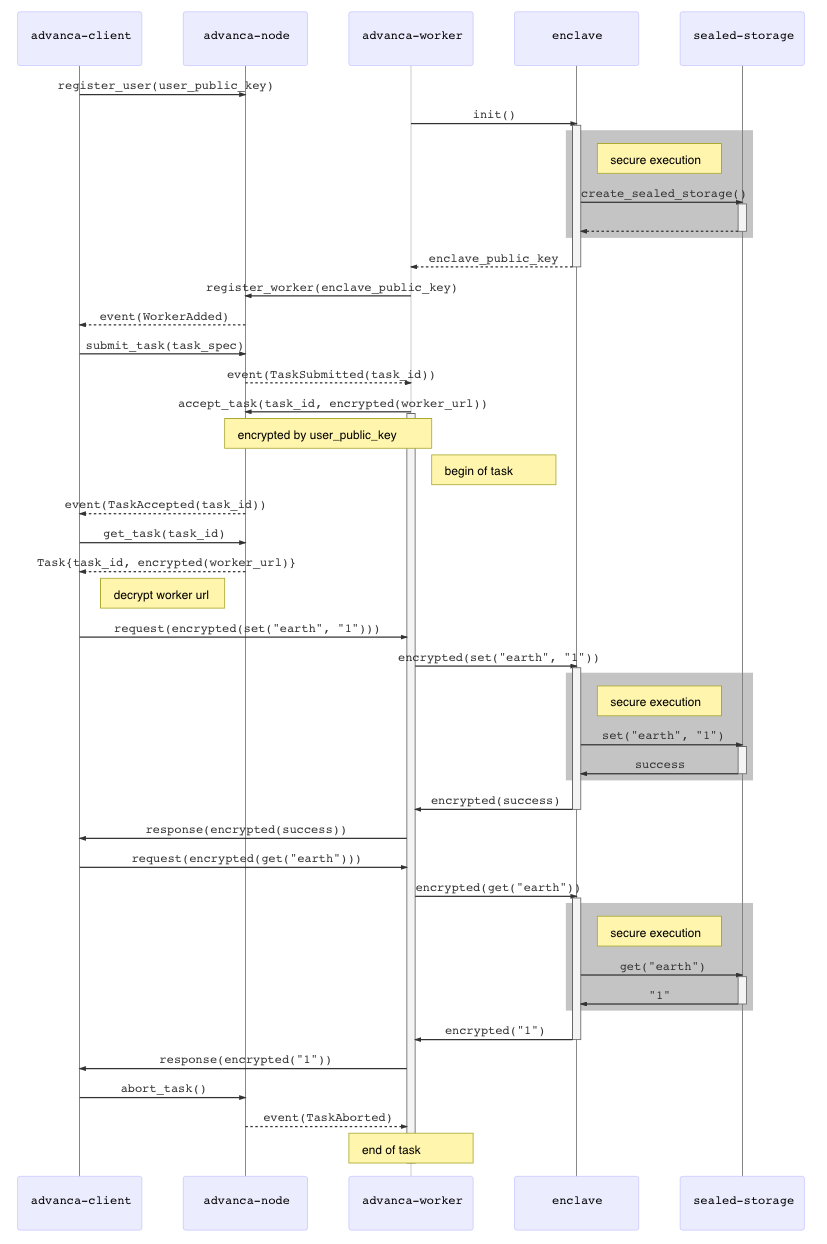 advanca-client
advanca-node
advanca-worker
enclave
sealed-storage
register_user(user_public_key)
init()
secure execution
create_sealed_storage()
enclave_public_key
register_worker(enclave_public_key)
event(WorkerAdded)
submit_task(task_spec)
event(TaskSubmitted(task_id))
accept_task(task_id, encrypted(worker_url))
encrypted by user_public_key
begin of task
event(TaskAccepted(task_id))
get_task(task_id)
Task{task_id, encrypted(worker_url)}
decrypt worker url
request(encrypted(set("earth", "1")))
encrypted(set("earth", "1"))
secure execution
set("earth", "1")
success
encrypted(success)
response(encrypted(success))
request(encrypted(get("earth")))
encrypted(get("earth"))
secure execution
get("earth")
"1"
encrypted("1")
response(encrypted("1"))
abort_task()
event(TaskAborted)
end of task
advanca-client
advanca-node
advanca-worker
enclave
sealed-storage